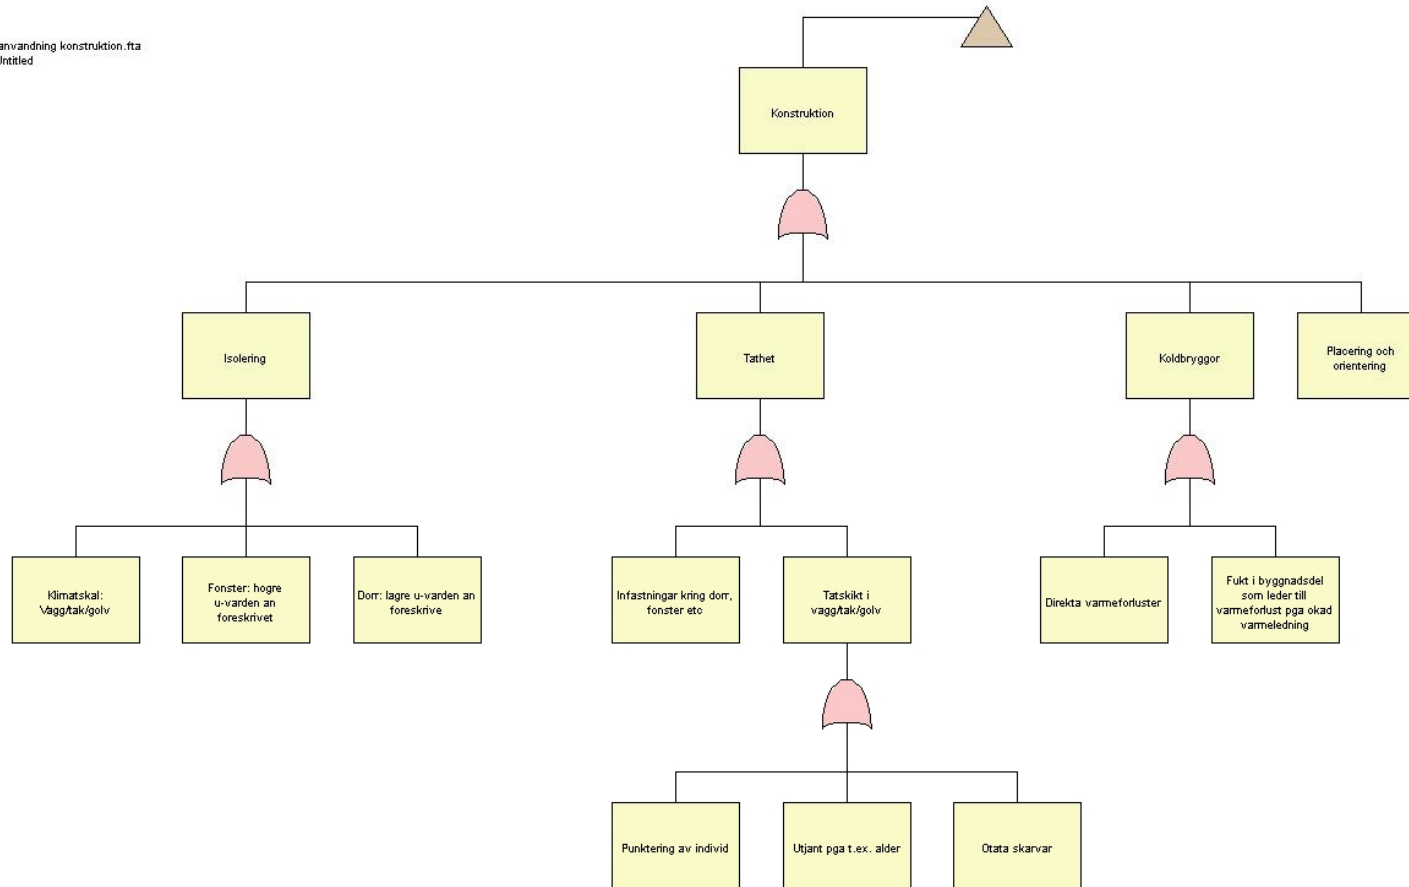 anvandning konstruktion.fta
Untitled
Konstruktion
Isolering
Tathet
Koldbryggor
Placering och
orientering
Klimatskal:
Vagg/tak/golv
Fonster: hogre
u-varden an
foreskrivet
Dorr: lagre u-varden an
foreskrive
Infastningar kring dorr,
fonster etc
Tatskikt i
vagg/tak/golv
Direkta varmeforluster
Fukt i byggnadsdel
som leder till
varmeforlust pga okad
varmeledning
Punktering av individ
Utjant pga t.ex. alder
Otata skarvar